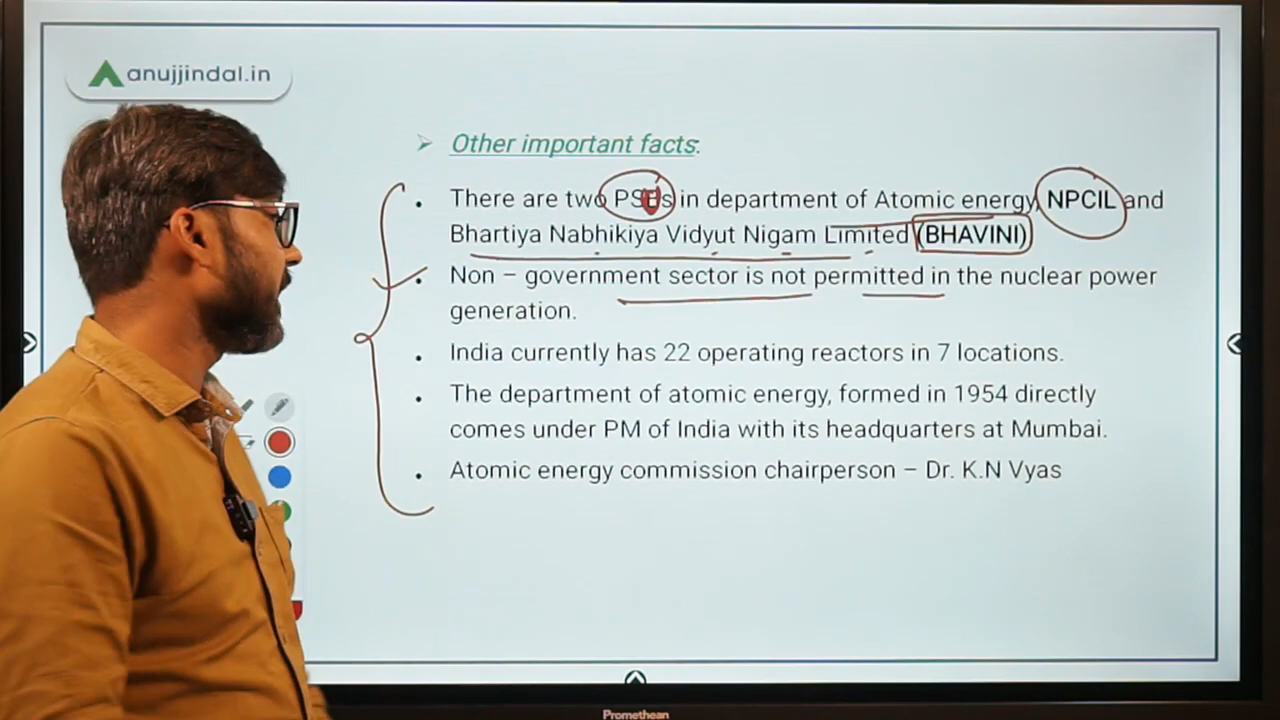 anujjindal.in
➢ Other important facts:
• There are two PSUs in department of Atomic energy, NPCIL and
Bhartiya Nabhikiya Vidyut Nigam Limited (BHAVINI)
• Non – government sector is not permitted in the nuclear power
generation.
• India currently has 22 operating reactors in 7 locations.
• The department of atomic energy, formed in 1954 directly
comes under PM of India with its headquarters at Mumbai.
• Atomic energy commission chairperson – Dr. K.N Vyas
Promethean